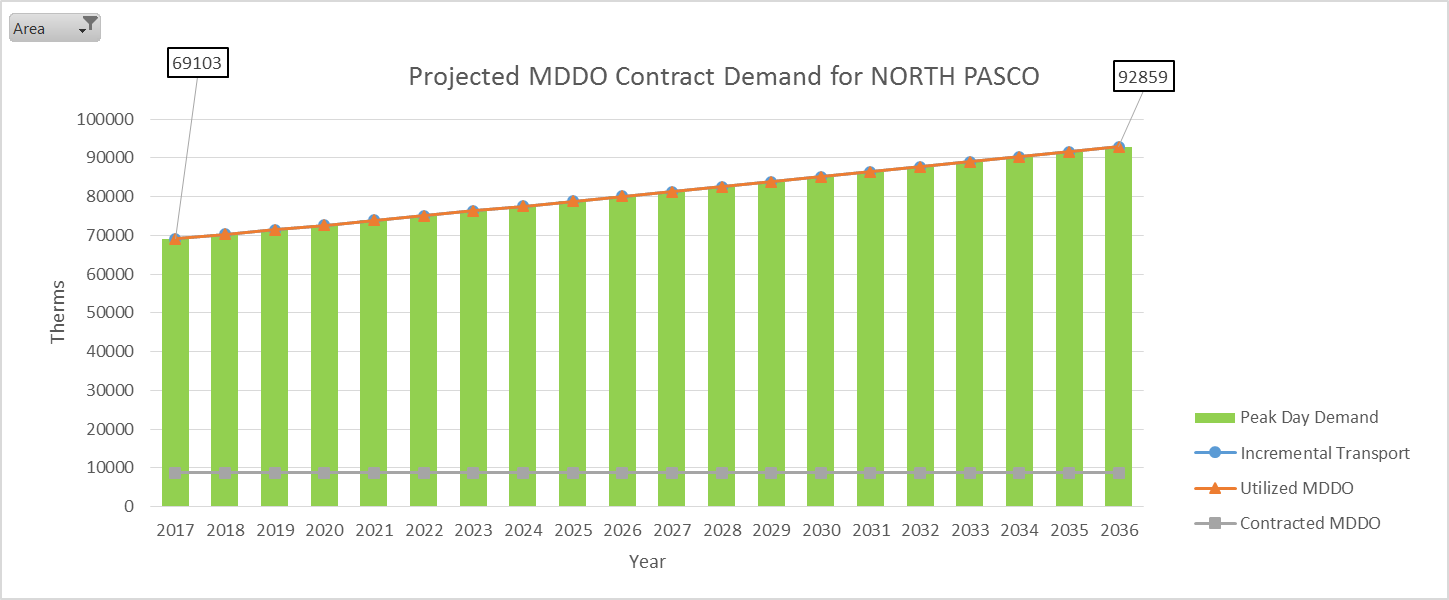 Area
69103
Projected MDDO Contract Demand for NORTH PASCO
92859
100000
90000
80000
70000
60000
50000
40000
30000
20000
10000
0
Therms
2017 2018 2019 2020 2021 2022 2023 2024 2025 2026 2027 2028 2029 2030 2031 2032 2033 2034 2035 2036
Year
Peak Day Demand
Incremental Transport
Utilized MDDO
Contracted MDDO